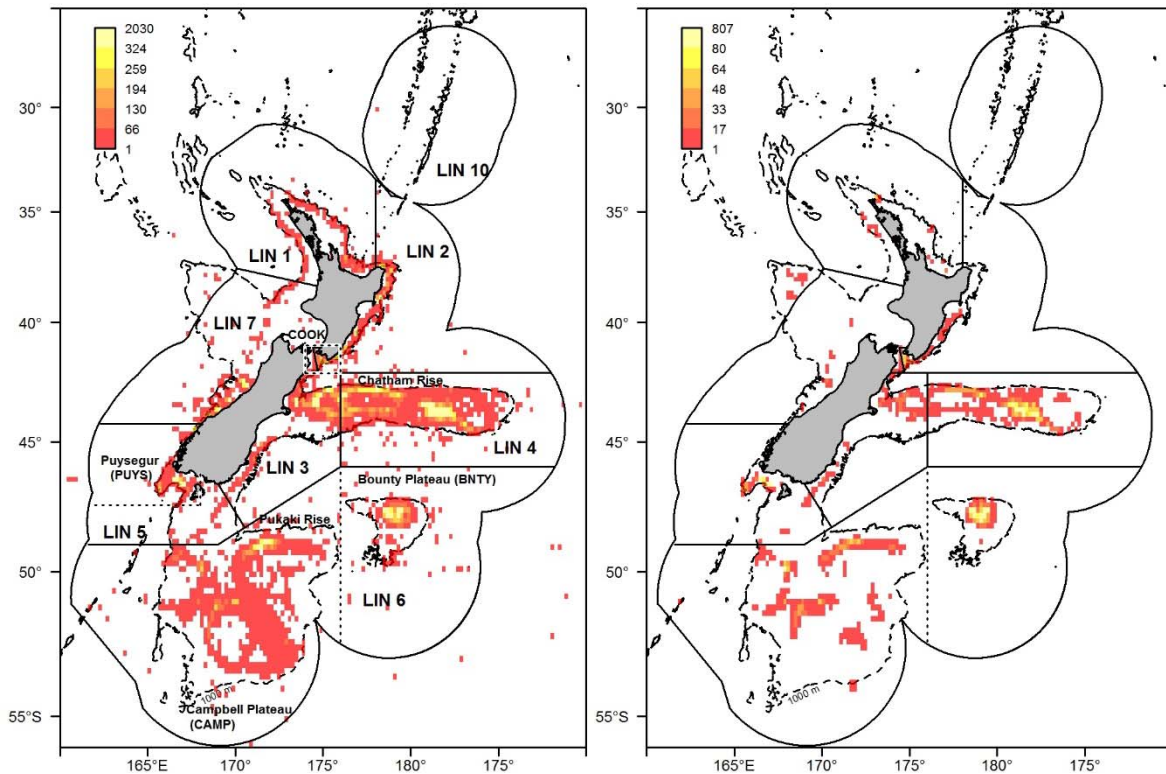 2030
324
259
194
130
66
1
30°
35°
40°
45°
50°
55°S
165°E
170°
175°
180°
175°
LIN 10
LIN 1
LIN 2
LIN 7
COOK
Chatham Rise
LIN 4
LIN 3
Puysegur
(PUYS)
Bounty Plateau (BNTY)
LIN 5
Pukaki Rise
LIN 6
1000 m
Campbell Plateau
(CAMP)
807
80
64
48
33
17
1
30°
35°
40°
45°
50°
55°S
165°E
170°
175°
180°
175°
1000 m